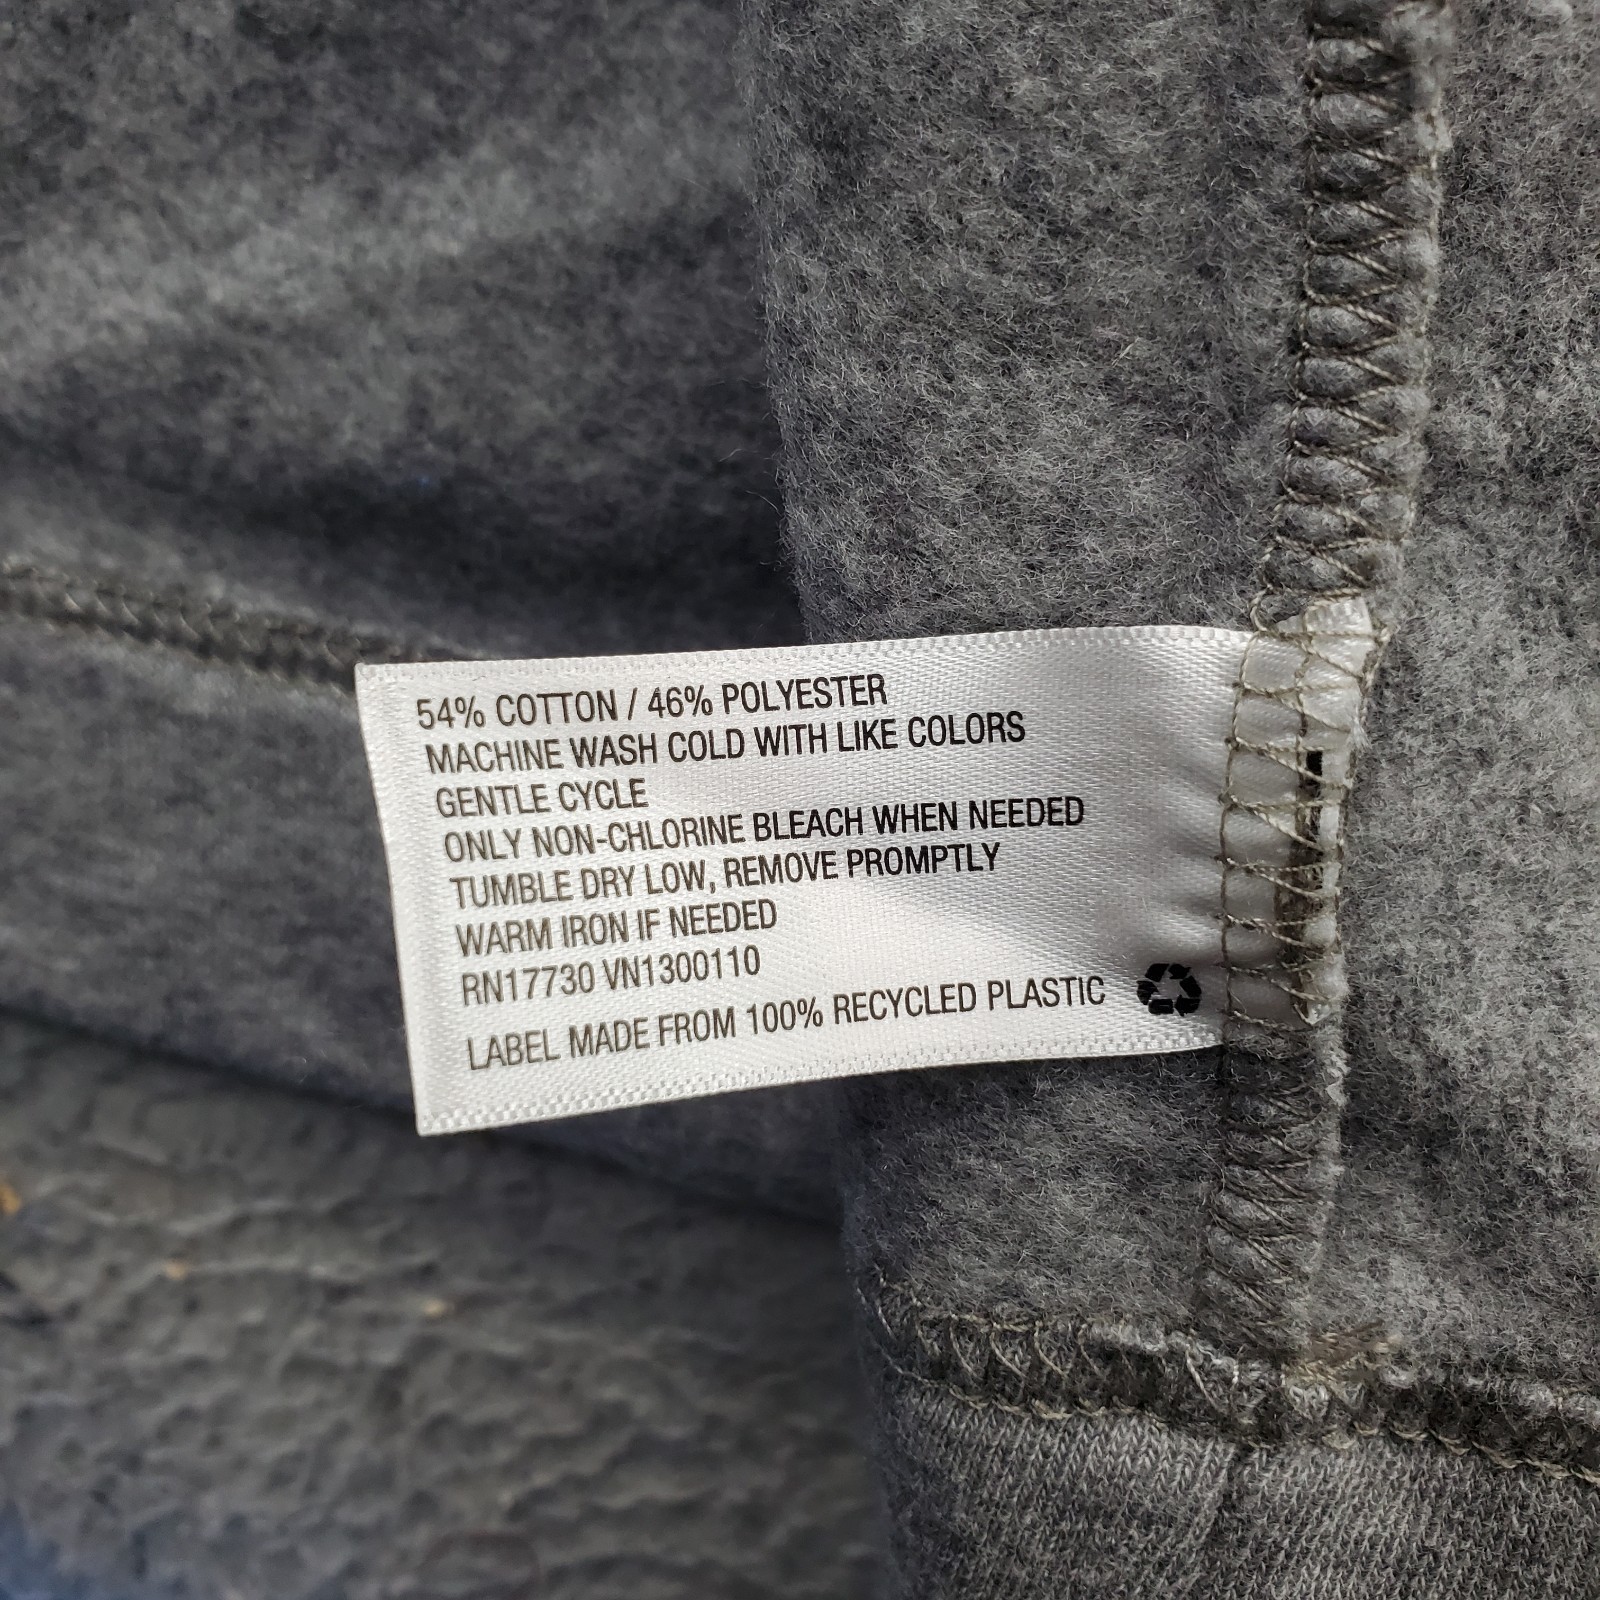 54% COTTON / 46% POLYESTER
MACHINE WASH COLD WITH LIKE COLORS
GENTLE CYCLE
ONLY NON-CHLORINE BLEACH WHEN NEEDED
TUMBLE DRY LOW, REMOVE PROMPTLY
WARM IRON IF NEEDED
RN17730 VN1300110
LABEL MADE FROM 100% RECYCLED PLASTIC